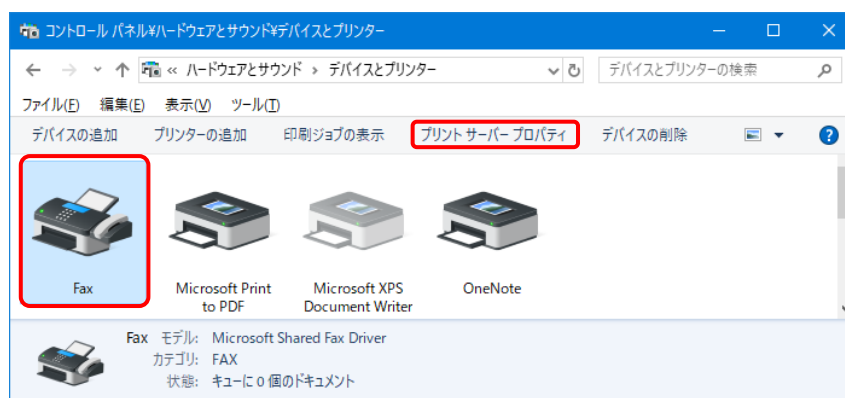 コントロール パネル¥ハードウェアとサウンド¥デバイスとプリンター
« ハードウェアとサウンド › デバイスとプリンター デバイスとプリンターの検索
ファイル(F) 編集(E) 表示(V) ツール(T)
デバイスの追加 プリンターの追加 印刷ジョブの表示 プリント サーバー プロパティ デバイスの削除
Fax
Microsoft Print
to PDF
Microsoft XPS
Document Writer
OneNote
Fax モデル: Microsoft Shared Fax Driver
カテゴリ: FAX
状態: キューに 0 個のドキュメント